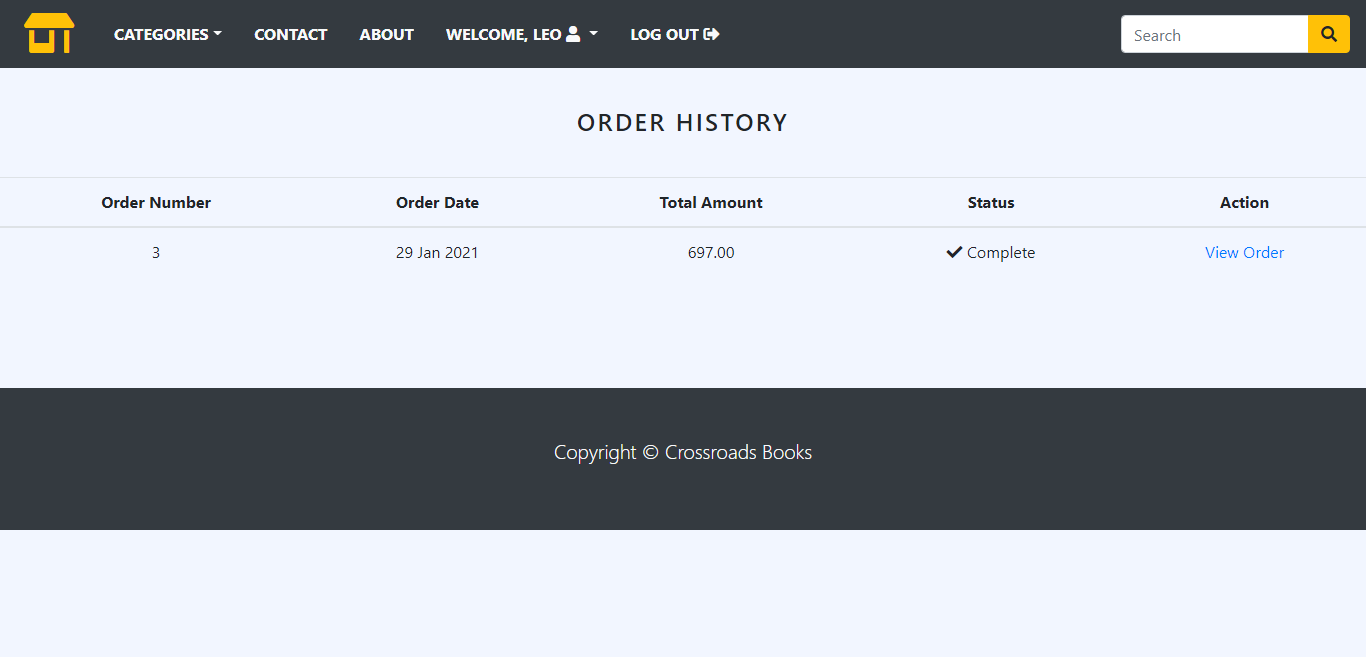 CATEGORIES CONTACT ABOUT WELCOME, LEO LOG OUT Search
ORDER HISTORY
Order Number Order Date Total Amount Status Action
3 29 Jan 2021 697.00 Complete View Order
Copyright © Crossroads Books